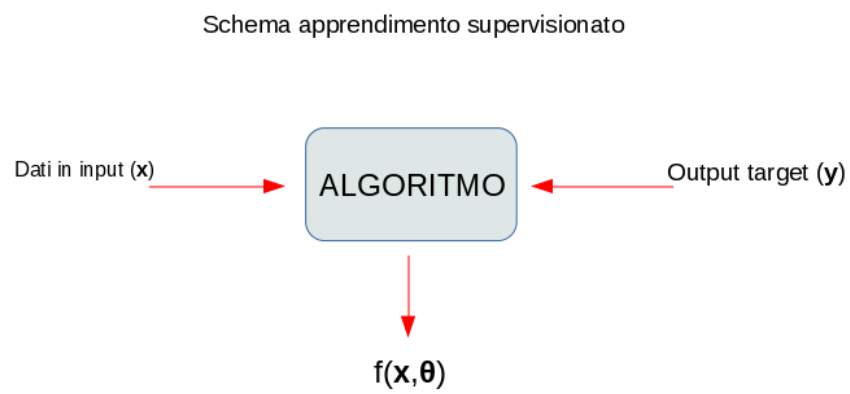 Schema apprendimento supervisionato
Dati in input (x)
ALGORITMO
Output target (y)
f(x,θ)